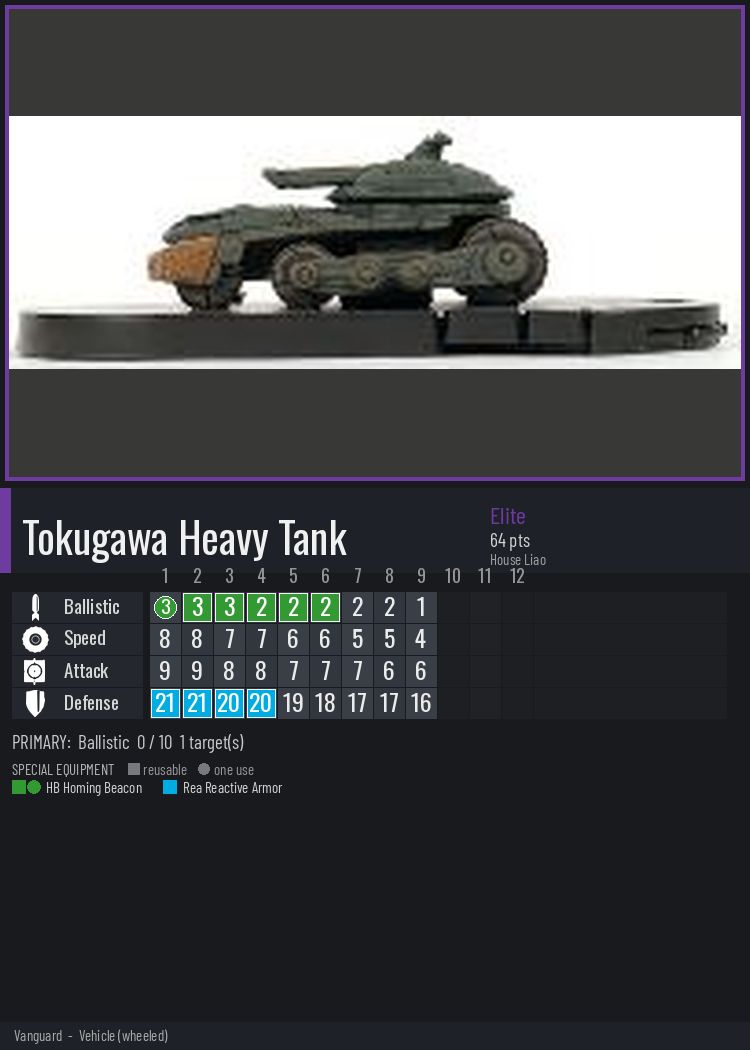 Tokugawa Heavy Tank
Elite
64 pts
House Liao
1 2 3 4 5 6 7 8 9 10 11 12
Ballistic 3 3 3 2 2 2 2 2 1
Speed 8 8 7 7 6 6 5 5 4
Attack 9 9 8 8 7 7 7 6 6
Defense 21 21 20 20 19 18 17 17 16
PRIMARY: Ballistic 0 / 10 1 target(s)
SPECIAL EQUIPMENT reusable one use
HB Homing Beacon Rea Reactive Armor
Vanguard - Vehicle (wheeled)